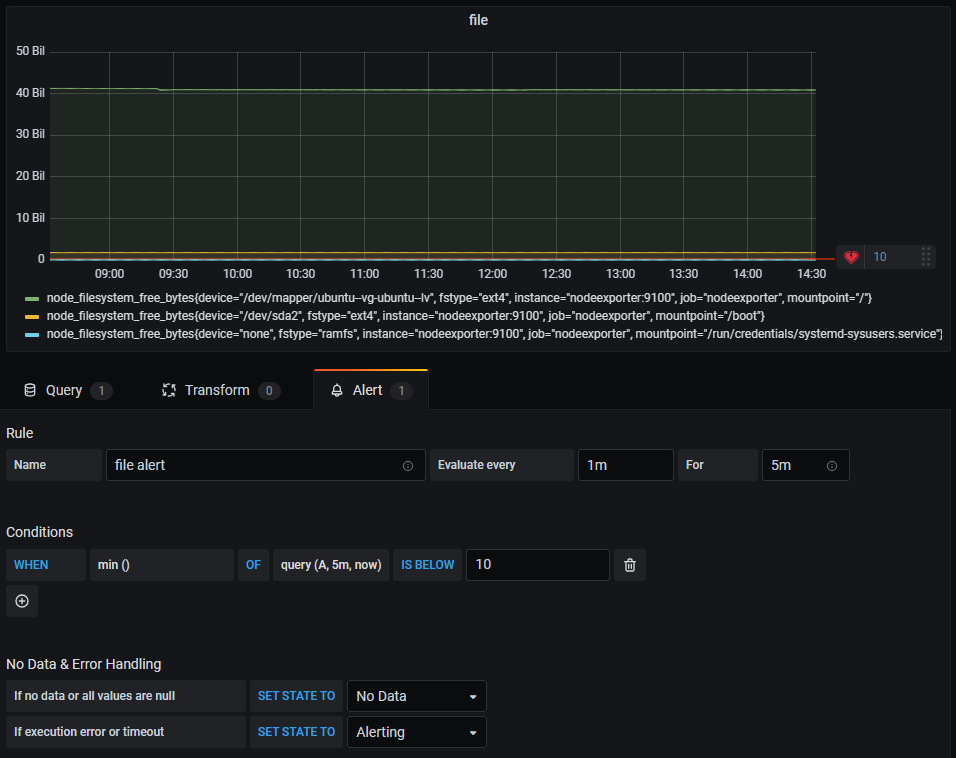 file
50 Bil
40 Bil
30 Bil
20 Bil
10 Bil
0
09:00 09:30 10:00 10:30 11:00 11:30 12:00 12:30 13:00 13:30 14:00 14:30
10
node_filesystem_free_bytes{device="/dev/mapper/ubuntu--vg-ubuntu--lv", fstype="ext4", instance="nodeexporter:9100", job="nodeexporter", mountpoint="/"}
node_filesystem_free_bytes{device="/dev/sda2", fstype="ext4", instance="nodeexporter:9100", job="nodeexporter", mountpoint="/boot"}
node_filesystem_free_bytes{device="none", fstype="ramfs", instance="nodeexporter:9100", job="nodeexporter", mountpoint="/run/credentials/systemd-sysusers.service"}
Query 1 Transform 0 Alert 1
Rule
Name file alert Evaluate every 1m For 5m
Conditions
WHEN min () OF query (A, 5m, now) IS BELOW 10
No Data & Error Handling
If no data or all values are null SET STATE TO No Data
If execution error or timeout SET STATE TO Alerting